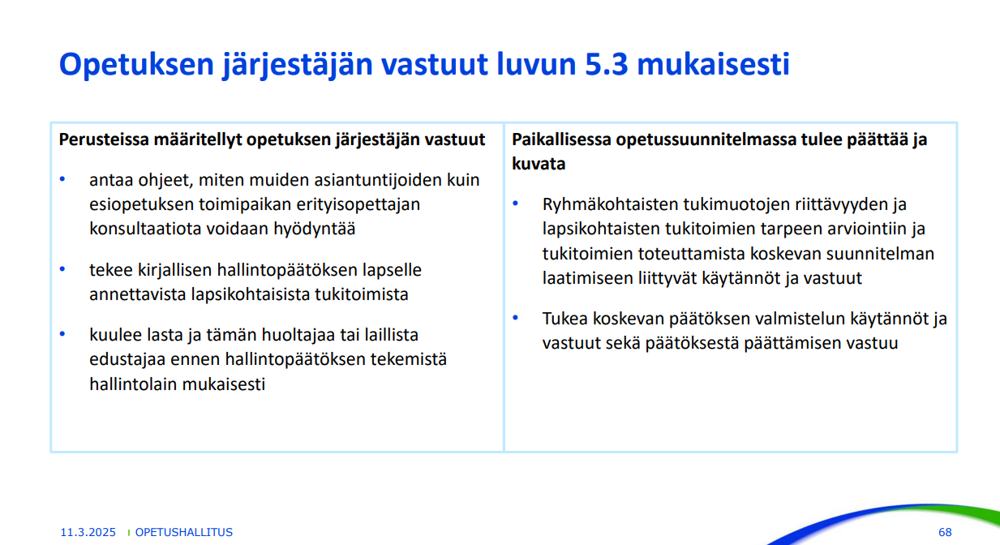 Opetuksen järjestäjän vastuut luvun 5.3 mukaisesti
Perusteissa määritellyt opetuksen järjestäjän vastuut
• antaa ohjeet, miten muiden asiantuntijoiden kuin
esiopetuksen toimipaikan erityisopettajan
konsultaatiota voidaan hyödyntää
• tekee kirjallisen hallintopäätöksen lapselle
annettavista lapsikohtaisista tukitoimista
• kuulee lasta ja tämän huoltajaa tai laillista
edustajaa ennen hallintopäätöksen tekemistä
hallintolain mukaisesti
Paikallisessa opetussuunnitelmassa tulee päättää ja
kuvata
• Ryhmäkohtaisten tukimuotojen riittävyyden ja
lapsikohtaisten tukitoimien tarpeen arviointiin ja
tukitoimien toteuttamista koskevan suunnitelman
laatimiseen liittyvät käytännöt ja vastuut
• Tukea koskevan päätöksen valmistelun käytännöt ja
vastuut sekä päätöksestä päättämisen vastuu
11.3.2025 | OPETUSHALLITUS
68